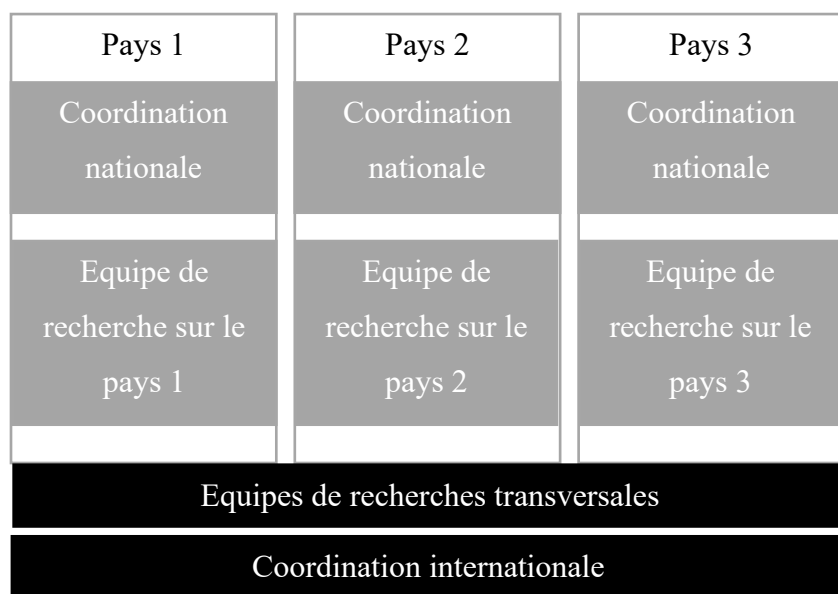 Pays 1
Coordination
nationale
Equipe de
recherche sur le
pays 1
Pays 2
Coordination
nationale
Equipe de
recherche sur le
pays 2
Pays 3
Coordination
nationale
Equipe de
recherche sur le
pays 3
Equipes de recherches transversales
Coordination internationale